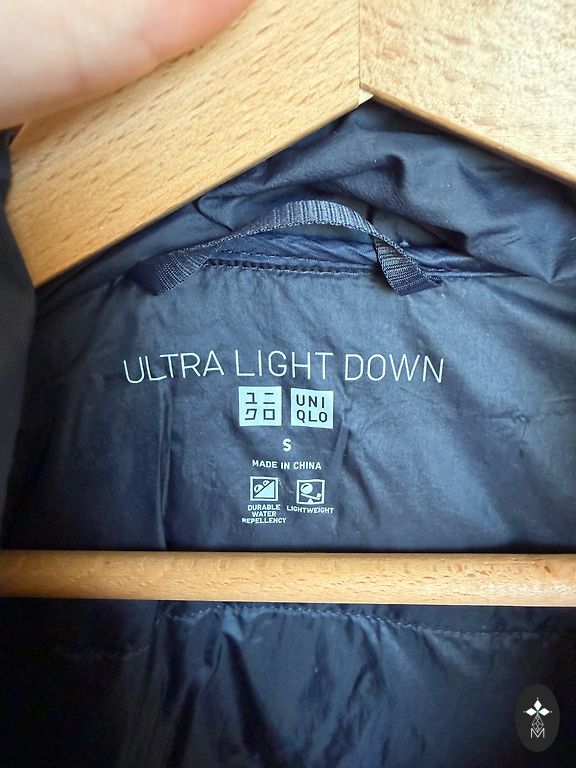 ULTRA LIGHT DOWN
ユニ
クロ
UNI
QLO
S
MADE IN CHINA
DURABLE
WATER
REPELLENCY
LIGHTWEIGHT
M